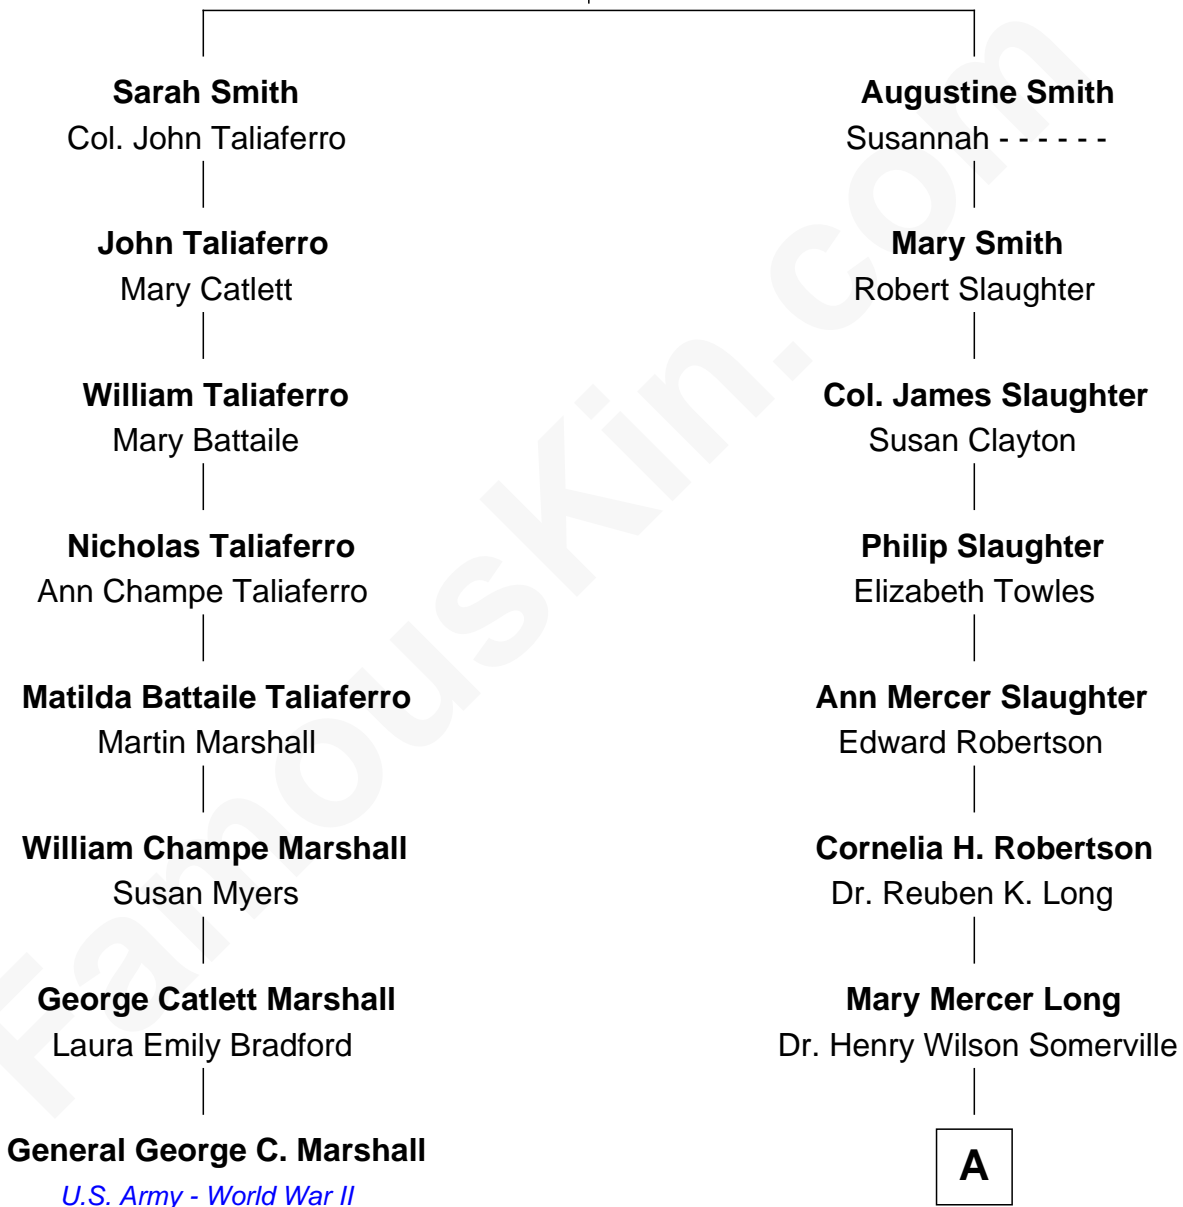 Sarah Smith
Col. John Taliaferro
John Taliaferro
Mary Catlett
William Taliaferro
Mary Battaile
Nicholas Taliaferro
Ann Champe Taliaferro
Matilda Battaile Taliaferro
Martin Marshall
William Champe Marshall
Susan Myers
George Catlett Marshall
Laura Emily Bradford
General George C. Marshall
U.S. Army - World War II
Augustine Smith
Susannah - - - - - -
Mary Smith
Robert Slaughter
Col. James Slaughter
Susan Clayton
Philip Slaughter
Elizabeth Towles
Ann Mercer Slaughter
Edward Robertson
Cornelia H. Robertson
Dr. Reuben K. Long
Mary Mercer Long
Dr. Henry Wilson Somerville
A
FamousKin.com